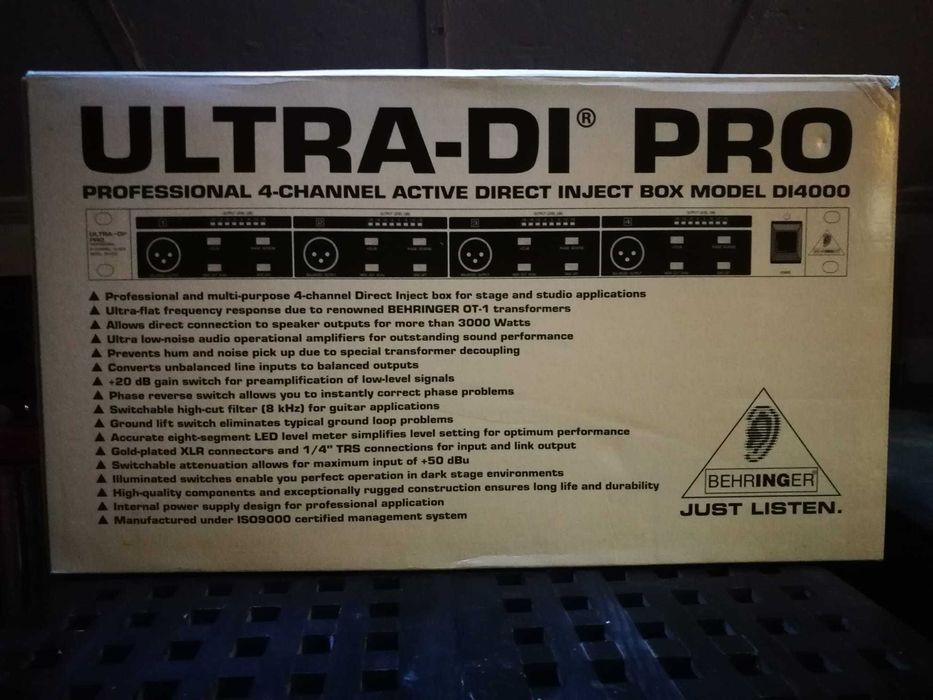 ULTRA-DI® PRO
PROFESSIONAL 4-CHANNEL ACTIVE DIRECT INJECT BOX MODEL DI4000
ULTRA-DI®
PRO
1
2
3
4
▲ Professional and multi-purpose 4-channel Direct Inject box for stage and studio applications
▲ Ultra-flat frequency response due to renowned BEHRINGER OT-1 transformers
▲ Allows direct connection to speaker outputs for more than 3000 Watts
▲ Ultra low-noise audio operational amplifiers for outstanding sound performance
▲ Prevents hum and noise pick up due to special transformer decoupling
▲ Converts unbalanced line inputs to balanced outputs
▲ +20 dB gain switch for preamplification of low-level signals
▲ Phase reverse switch allows you to instantly correct phase problems
▲ Switchable high-cut filter (8 kHz) for guitar applications
▲ Ground lift switch eliminates typical ground loop problems
▲ Accurate eight-segment LED level meter simplifies level setting for optimum performance
▲ Gold-plated XLR connectors and 1/4" TRS connections for input and link output
▲ Switchable attenuation allows for maximum input of +50 dBu
▲ Illuminated switches enable you perfect operation in dark stage environments
▲ High-quality components and exceptionally rugged construction ensures long life and durability
▲ Internal power supply design for professional application
▲ Manufactured under ISO9000 certified management system
BEHRINGER
JUST LISTEN.